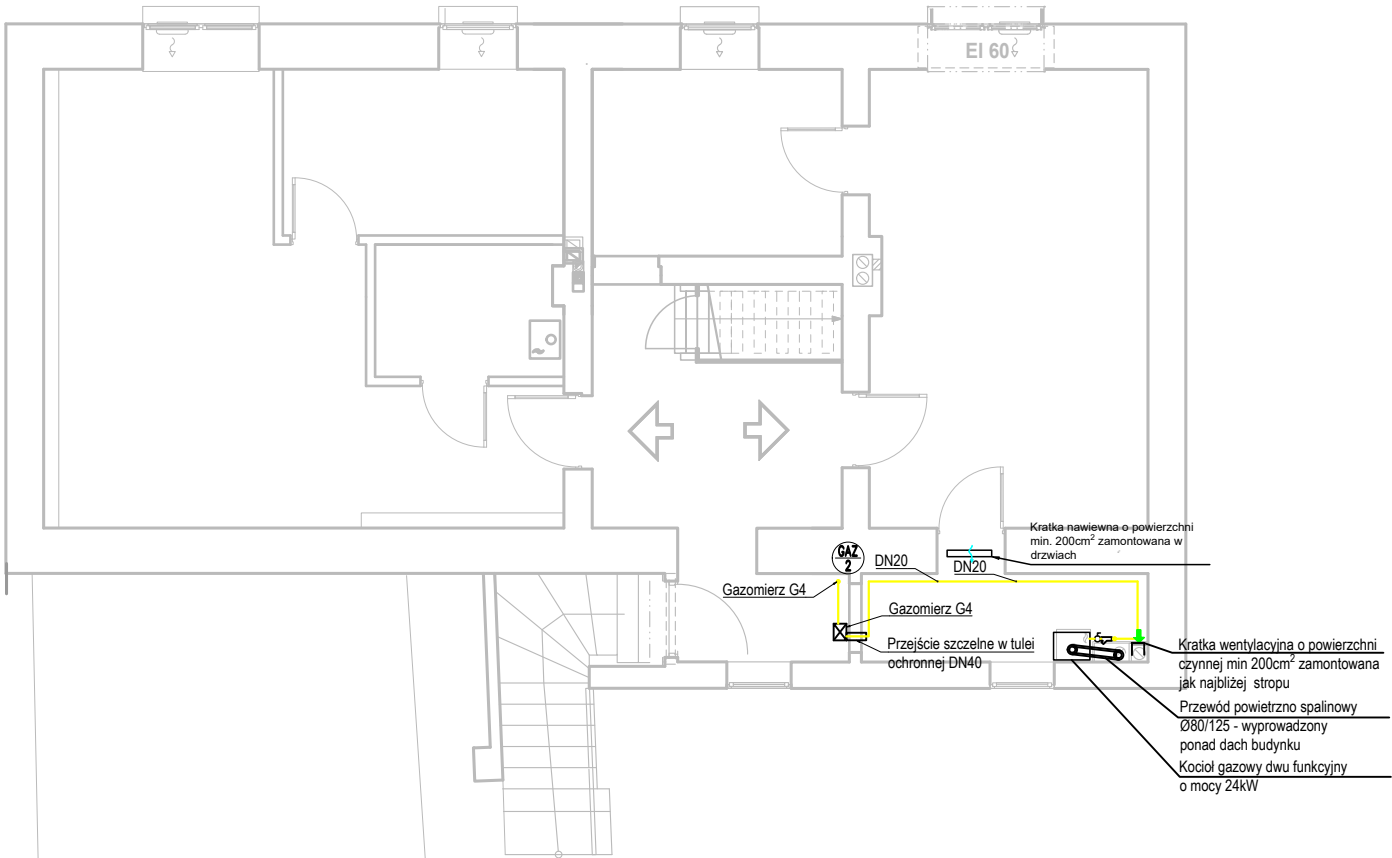 EI 60
Kratka nawiewna o powierzchni
min. 200cm² zamontowana w
drzwiach
GAZ
2
DN20
DN20
Gazomierz G4
Gazomierz G4
Przejście szczelne w tulei
ochronnej DN40
Kratka wentylacyjna o powierzchni
czynnej min 200cm² zamontowana
jak najbliżej stropu
Przewód powietrzno spalinowy
Ø80/125 - wyprowadzony
ponad dach budynku
Kocioł gazowy dwu funkcyjny
o mocy 24kW